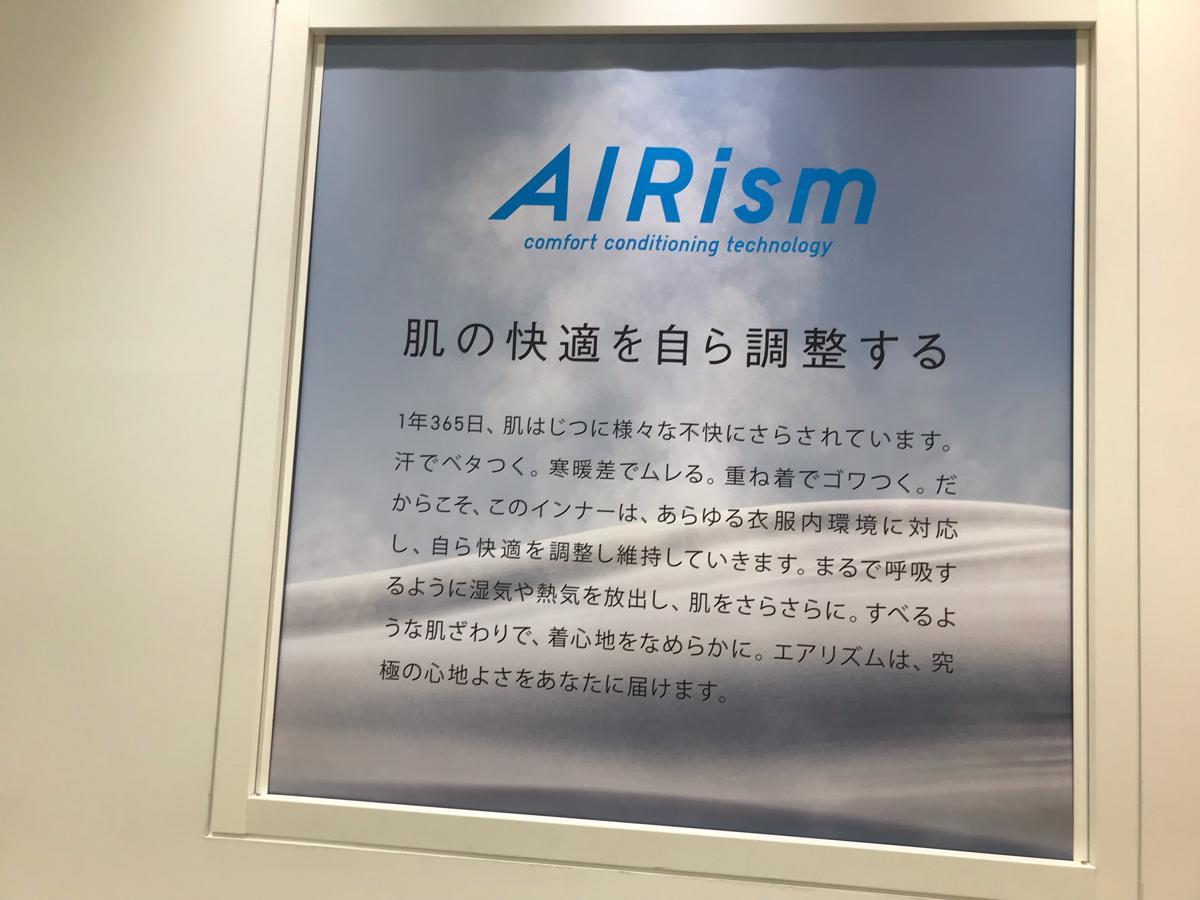 AIRism
comfort conditioning technology
肌の快適を自ら調整する
1年365日、肌はじつに様々な不快にさらされています。
汗でベタつく。寒暖差でムレる。重ね着でゴワつく。だ
からこそ、このインナーは、あらゆる衣服内環境に対応
し、自ら快適を調整し維持していきます。まるで呼吸す
るように湿気や熱気を放出し、肌をさらさらに。すべるよ
うな肌ざわりで、着心地をなめらかに。エアリズムは、究
極の心地よさをあなたに届けます。